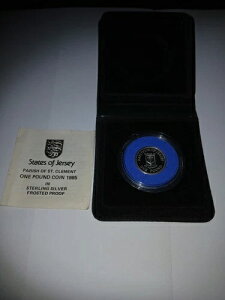 States of Jersey
PARISH OF ST. CLEMENT
ONE POUND COIN 1985
IN
STERLING SILVER
FROSTED PROOF